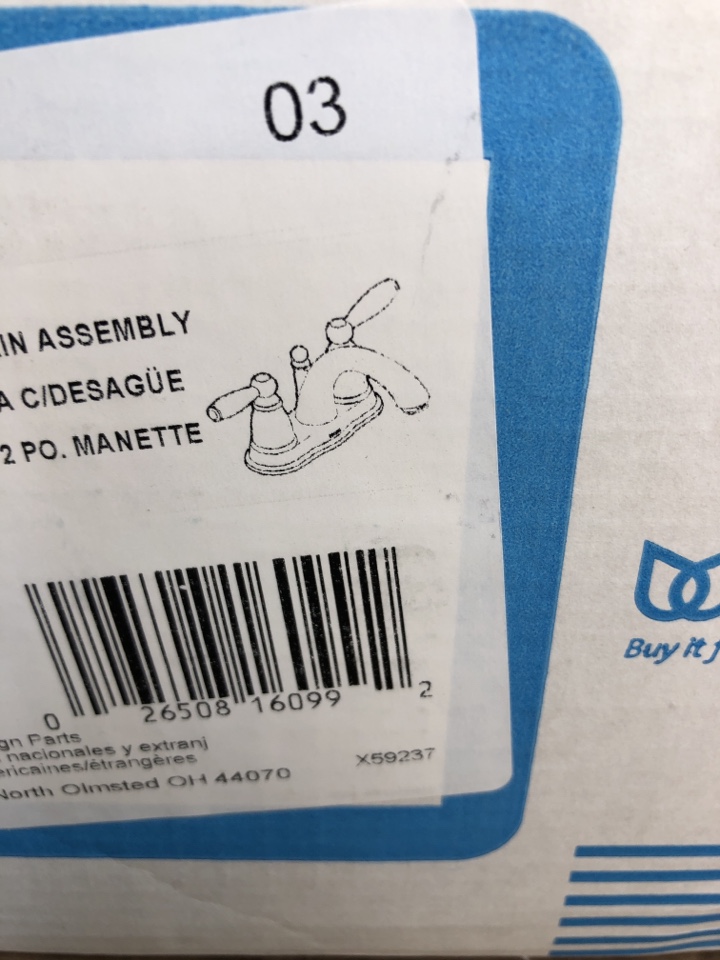 03
IN ASSEMBLY
A C/DESAGÜE
2 PO. MANETTE
0 26508 16099 2
gn Parts
nacionales y extranj
ericaines/étrangères
X59237
North Olmsted OH 44070
Buy it f